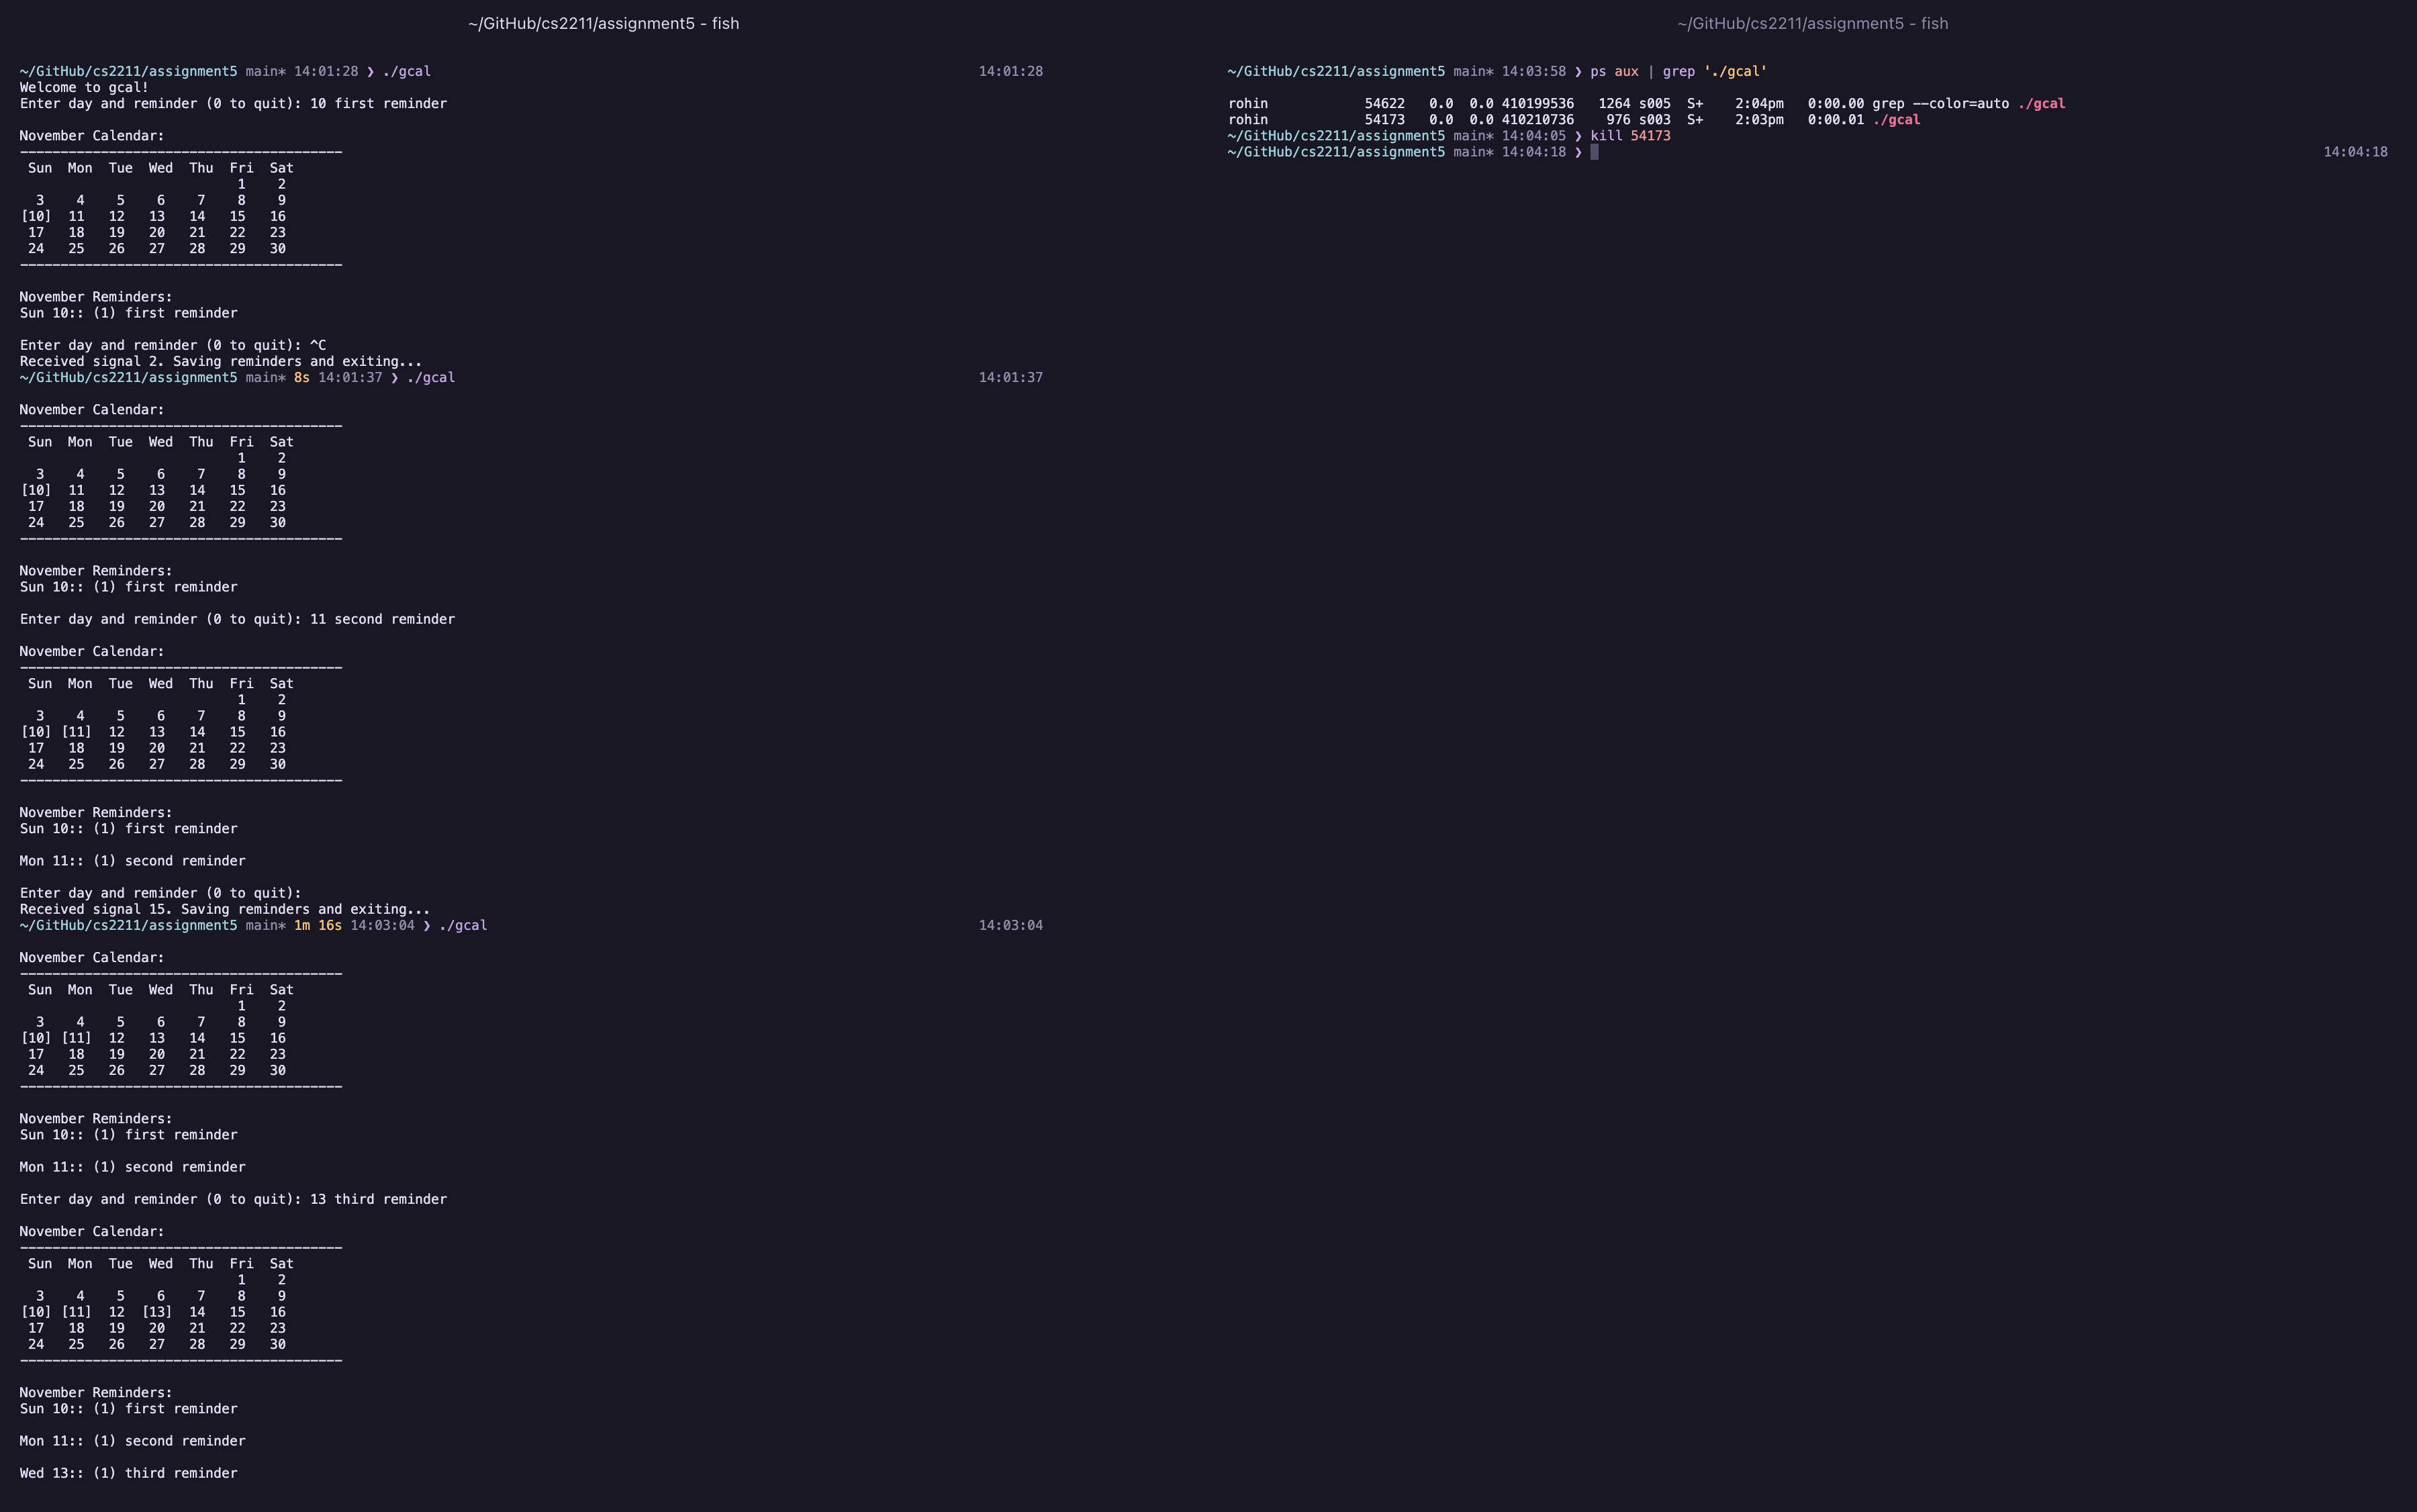 ~/GitHub/cs2211/assignment5 - fish
~/GitHub/cs2211/assignment5 main* 14:01:28 ❯ ./gcal 14:01:28
Welcome to gcal!
Enter day and reminder (0 to quit): 10 first reminder
November Calendar:
----------------------------------------
Sun Mon Tue Wed Thu Fri Sat
1 2
3 4 5 6 7 8 9
[10] 11 12 13 14 15 16
17 18 19 20 21 22 23
24 25 26 27 28 29 30
----------------------------------------
November Reminders:
Sun 10:: (1) first reminder
Enter day and reminder (0 to quit): ^C
Received signal 2. Saving reminders and exiting...
~/GitHub/cs2211/assignment5 main* 8s 14:01:37 ❯ ./gcal 14:01:37
November Calendar:
----------------------------------------
Sun Mon Tue Wed Thu Fri Sat
1 2
3 4 5 6 7 8 9
[10] 11 12 13 14 15 16
17 18 19 20 21 22 23
24 25 26 27 28 29 30
----------------------------------------
November Reminders:
Sun 10:: (1) first reminder
Enter day and reminder (0 to quit): 11 second reminder
November Calendar:
----------------------------------------
Sun Mon Tue Wed Thu Fri Sat
1 2
3 4 5 6 7 8 9
[10] [11] 12 13 14 15 16
17 18 19 20 21 22 23
24 25 26 27 28 29 30
----------------------------------------
November Reminders:
Sun 10:: (1) first reminder
Mon 11:: (1) second reminder
Enter day and reminder (0 to quit):
Received signal 15. Saving reminders and exiting...
~/GitHub/cs2211/assignment5 main* 1m 16s 14:03:04 ❯ ./gcal 14:03:04
November Calendar:
----------------------------------------
Sun Mon Tue Wed Thu Fri Sat
1 2
3 4 5 6 7 8 9
[10] [11] 12 13 14 15 16
17 18 19 20 21 22 23
24 25 26 27 28 29 30
----------------------------------------
November Reminders:
Sun 10:: (1) first reminder
Mon 11:: (1) second reminder
Enter day and reminder (0 to quit): 13 third reminder
November Calendar:
----------------------------------------
Sun Mon Tue Wed Thu Fri Sat
1 2
3 4 5 6 7 8 9
[10] [11] 12 [13] 14 15 16
17 18 19 20 21 22 23
24 25 26 27 28 29 30
----------------------------------------
November Reminders:
Sun 10:: (1) first reminder
Mon 11:: (1) second reminder
Wed 13:: (1) third reminder
~/GitHub/cs2211/assignment5 - fish
~/GitHub/cs2211/assignment5 main* 14:03:58 ❯ ps aux | grep './gcal'
rohin 54622 0.0 0.0 410199536 1264 s005 S+ 2:04pm 0:00.00 grep --color=auto ./gcal
rohin 54173 0.0 0.0 410210736 976 s003 S+ 2:03pm 0:00.01 ./gcal
~/GitHub/cs2211/assignment5 main* 14:04:05 ❯ kill 54173
~/GitHub/cs2211/assignment5 main* 14:04:18 ❯ 14:04:18